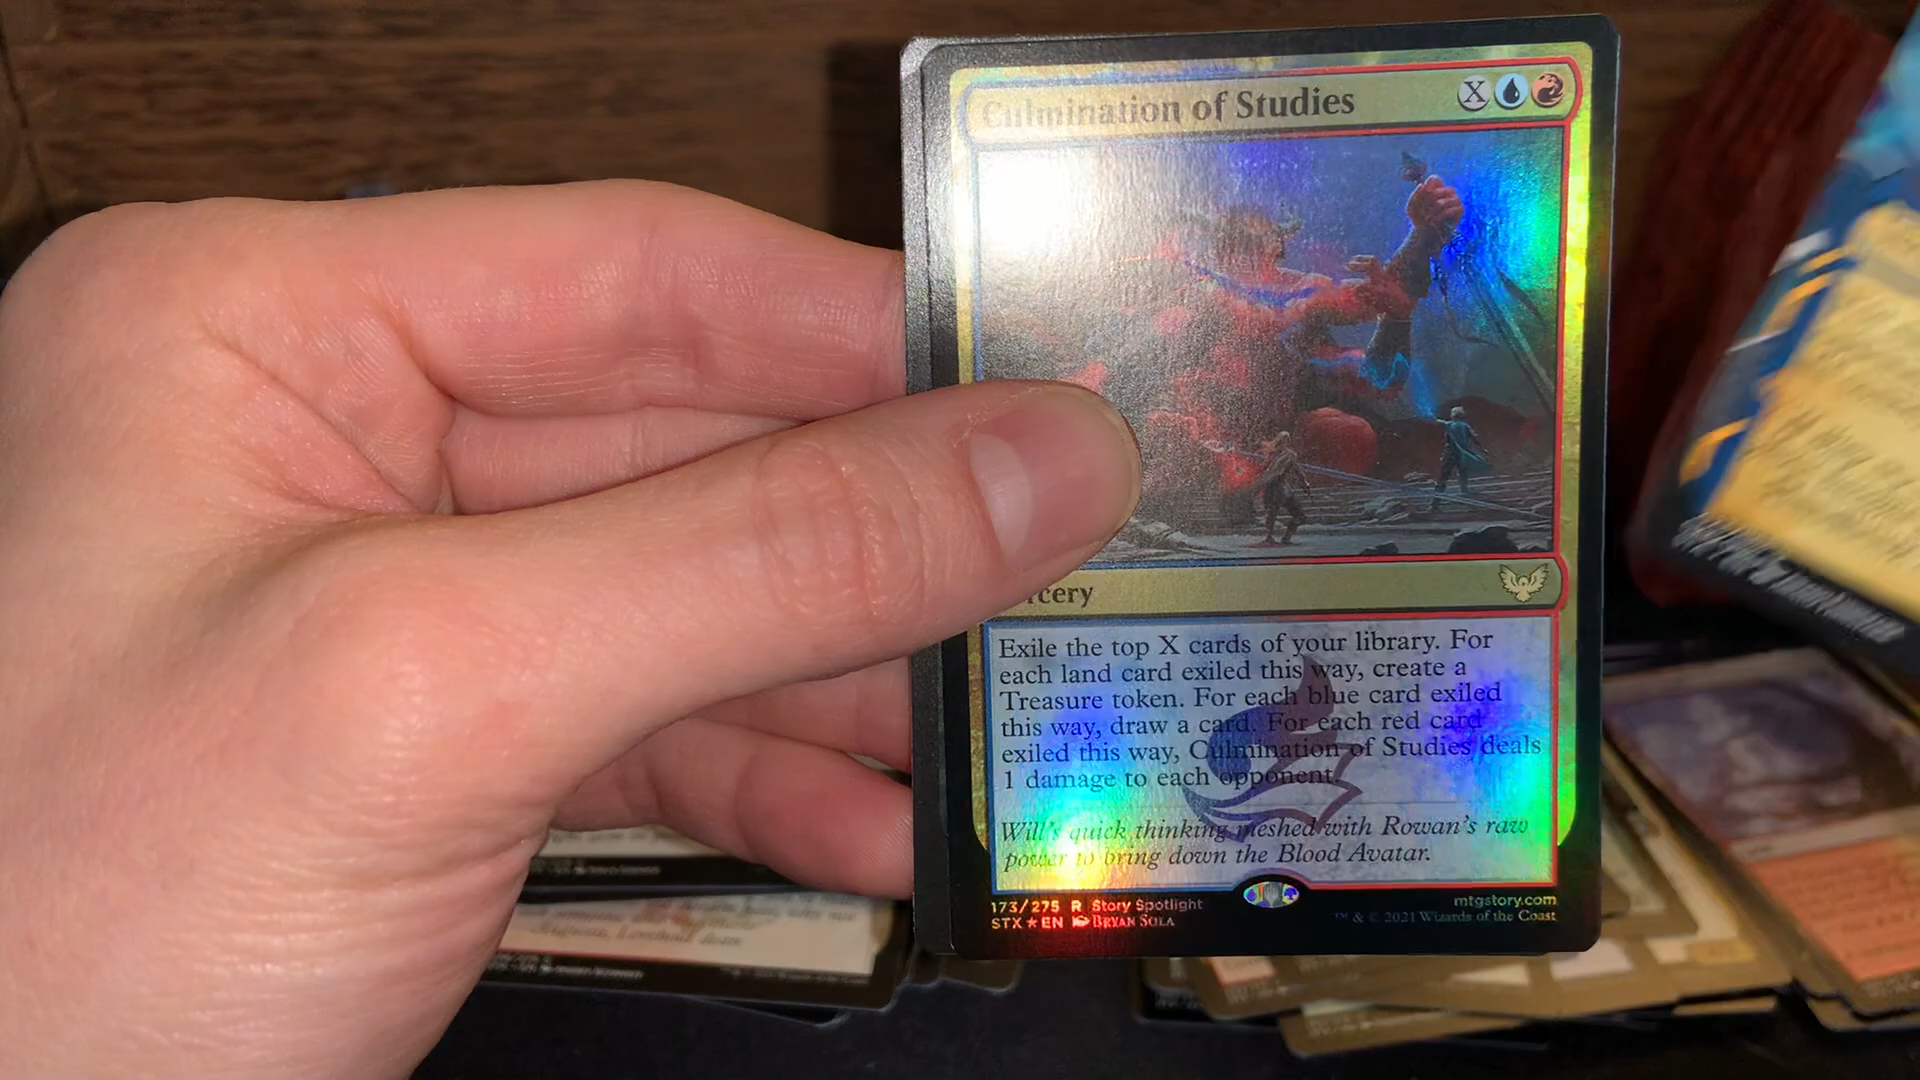 Culmination of Studies X
rcery
Exile the top X cards of your library. For
each land card exiled this way, create a
Treasure token. For each blue card exiled
this way, draw a card. For each red card
exiled this way, Culmination of Studies deals
1 damage to each opponent.
Will's quick thinking meshed with Rowan's raw
power to bring down the Blood Avatar.
173/275 R Story Spotlight
STX★EN BRYAN SOLA
mtgstory.com
™ & © 2021 Wizards of the Coast